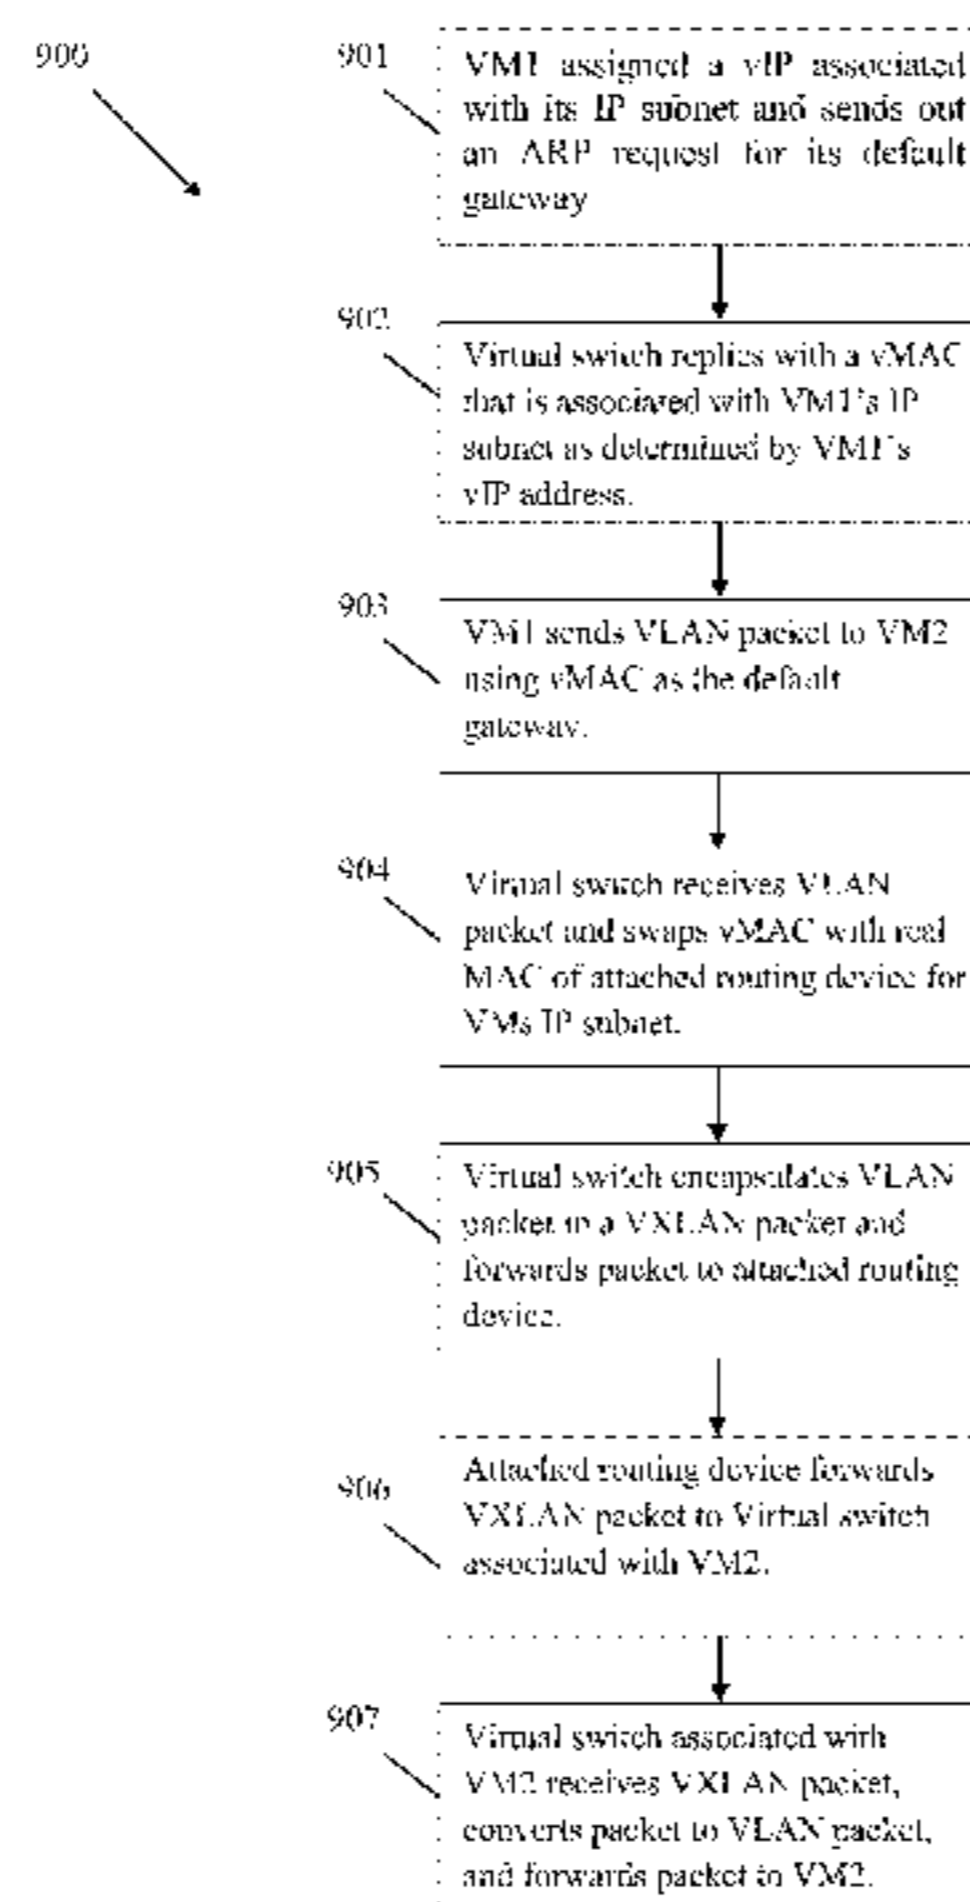 900
901
VM1 assigned a vIP associated
with its IP subnet and sends out
an ARP request for its default
gateway
902
Virtual switch replies with a vMAC
that is associated with VM1's IP
subnet as determined by VM1's
vIP address.
903
VM1 sends VLAN packet to VM2
using vMAC as the default
gateway.
904
Virtual switch receives VLAN
packet and swaps vMAC with real
MAC of attached routing device for
VMs IP subnet.
905
Virtual switch encapsulates VLAN
packet in a VXLAN packet and
forwards packet to attached routing
device.
906
Attached routing device forwards
VXLAN packet to Virtual switch
associated with VM2.
907
Virtual switch associated with
VM2 receives VXLAN packet,
converts packet to VLAN packet,
and forwards packet to VM2.